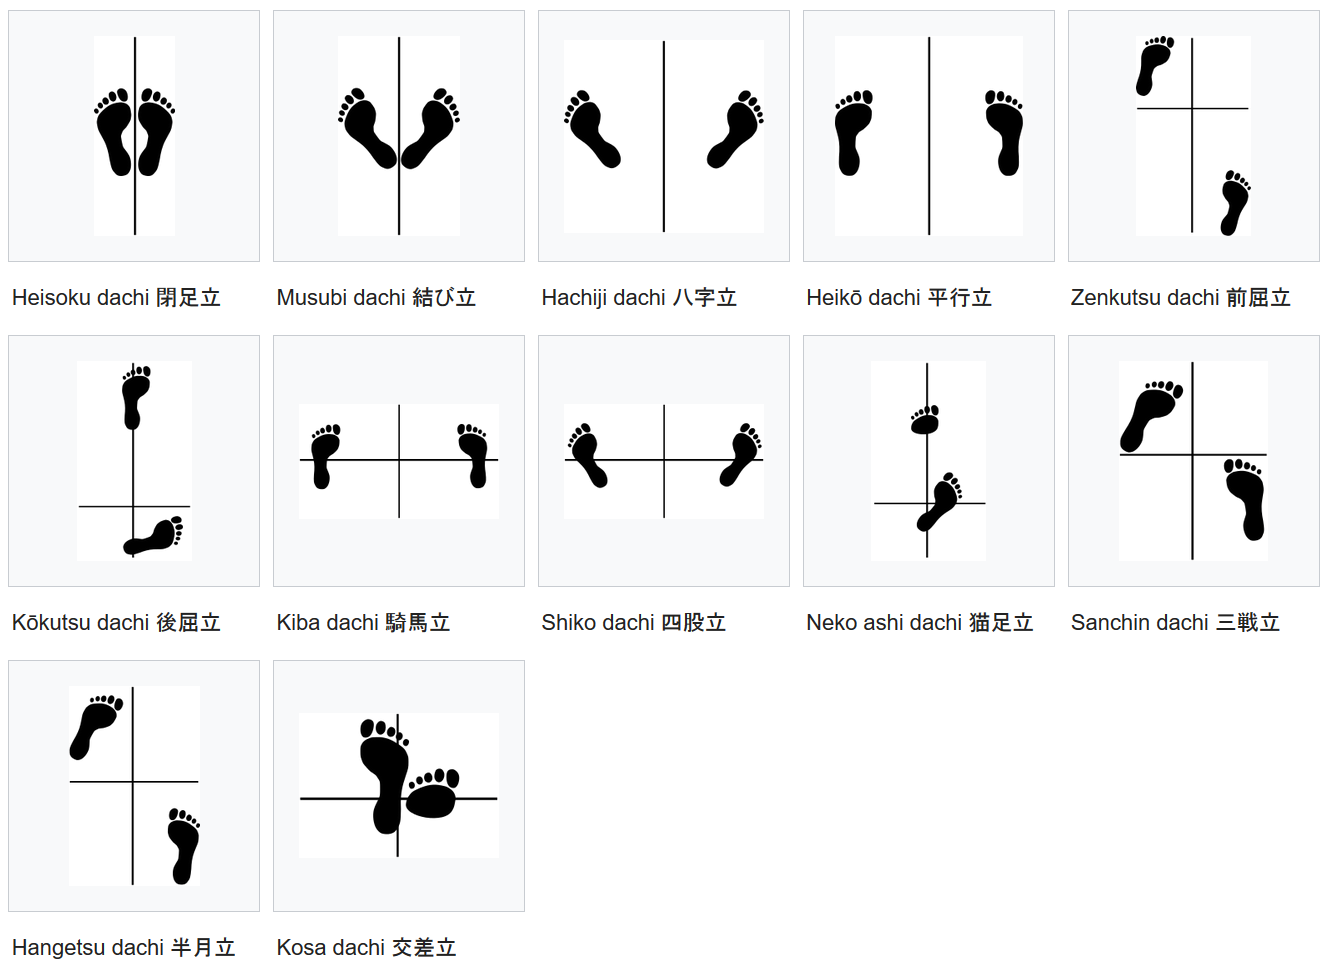 Heisoku dachi 閉足立
Musubi dachi 結び立
Hachiji dachi 八字立
Heikō dachi 平行立
Zenkutsu dachi 前屈立
Kōkutsu dachi 後屈立
Kiba dachi 騎馬立
Shiko dachi 四股立
Neko ashi dachi 猫足立
Sanchin dachi 三戦立
Hangetsu dachi 半月立
Kosa dachi 交差立